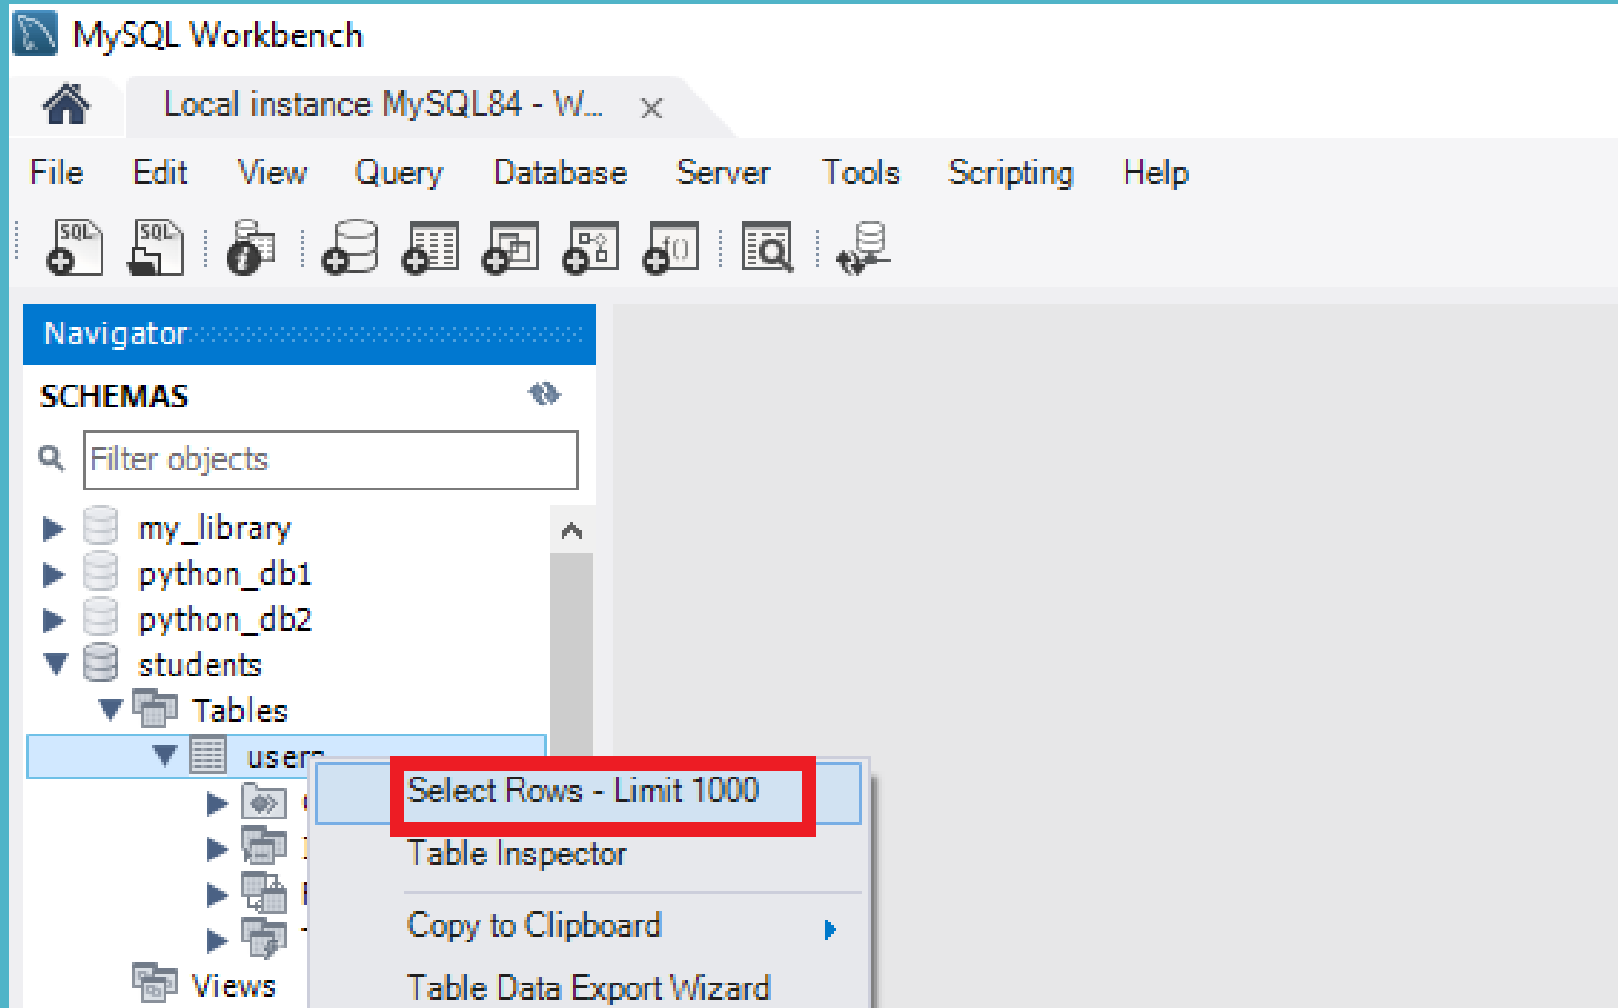 MySQL Workbench
Local instance MySQL84 - W...
File Edit View Query Database Server Tools Scripting Help
SQL SQL f()
Navigator
SCHEMAS
Filter objects
my_library
python_db1
python_db2
students
Tables
Select Rows - Limit 1000
Table Inspector
Copy to Clipboard
Table Data Export Wizard
Views